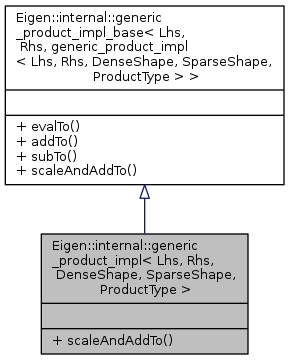 Eigen::internal::generic
_product_impl_base< Lhs,
Rhs, generic_product_impl
< Lhs, Rhs, DenseShape, SparseShape,
ProductType > >
+ evalTo()
+ addTo()
+ subTo()
+ scaleAndAddTo()
Eigen::internal::generic
_product_impl< Lhs, Rhs,
DenseShape, SparseShape,
ProductType >
+ scaleAndAddTo()